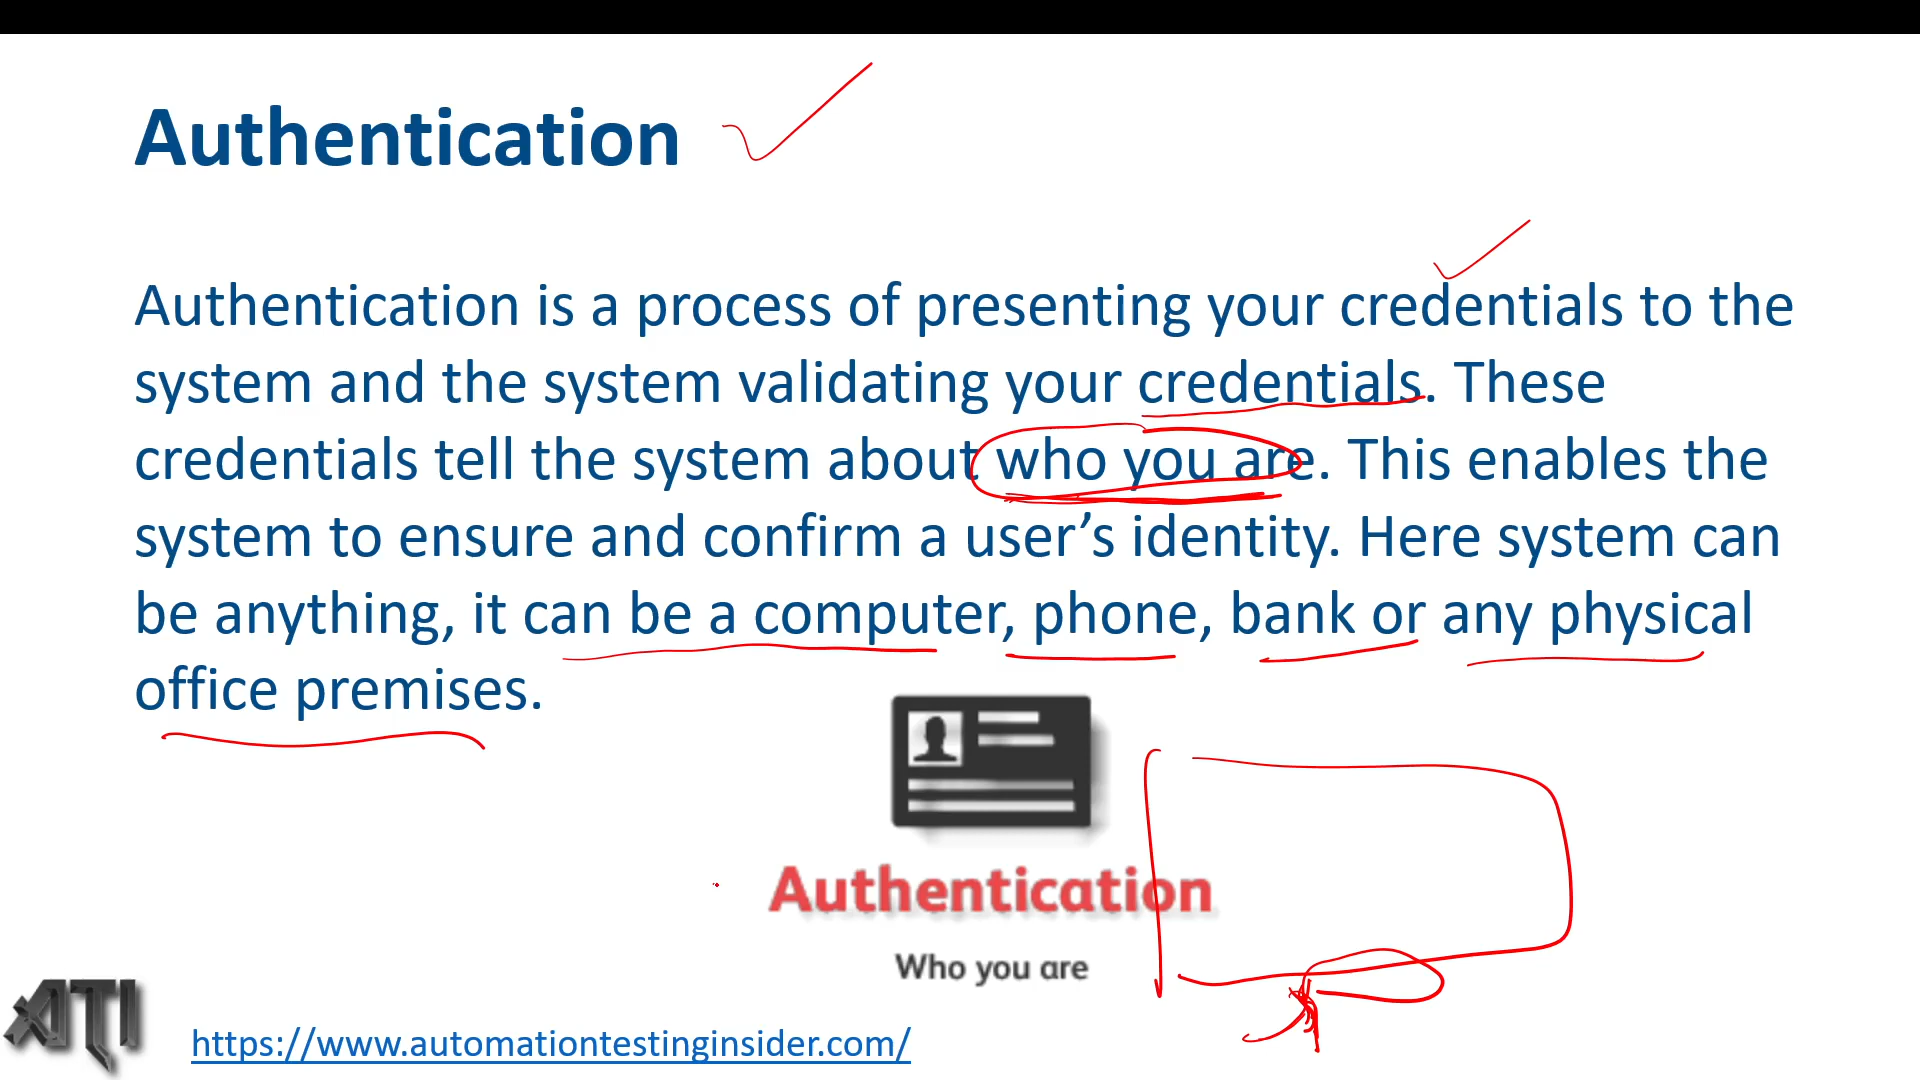 Authentication
Authentication is a process of presenting your credentials to the
system and the system validating your credentials. These
credentials tell the system about who you are. This enables the
system to ensure and confirm a user’s identity. Here system can
be anything, it can be a computer, phone, bank or any physical
office premises.
Authentication
Who you are
ATI
https://www.automationtestinginsider.com/